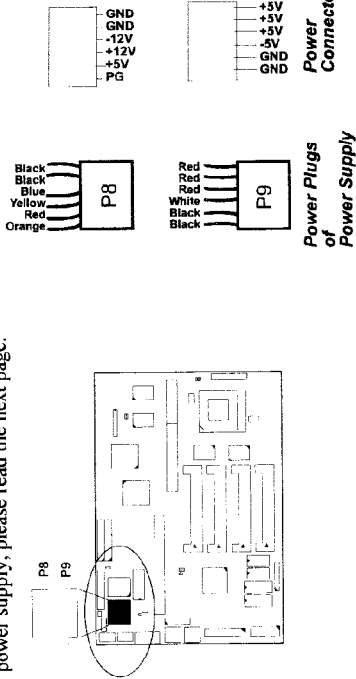 power supply, please read the next page.
P8
P9
Black
Black
Blue
Yellow
Red
Orange
P8
GND
GND
-12V
+12V
+5V
PG
Red
Red
Red
White
Black
Black
P9
+5V
+5V
+5V
-5V
GND
GND
Power Plugs
of
Power Supply
Power
Connecto